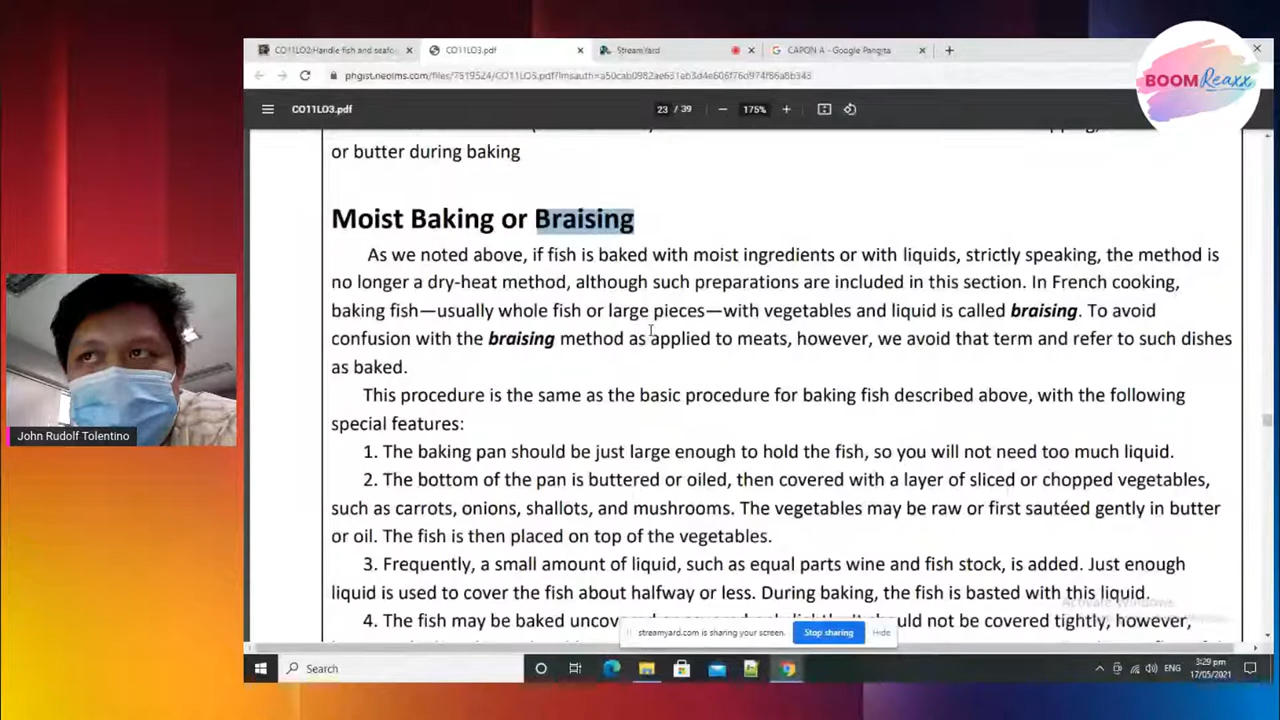 CO11LO2:Handle fish and seafo
CO11LO3.pdf
StreamYard
CAPON A - Google Pangita
BOOM Reaxx
phgist.neolms.com/files/7519524/CO11LO3.pdf?lmsauth=
CO11LO3.pdf
23 / 39
175%
or butter during baking
Moist Baking or Braising
As we noted above, if fish is baked with moist ingredients or with liquids, strictly speaking, the method is
no longer a dry-heat method, although such preparations are included in this section. In French cooking,
baking fish—usually whole fish or large pieces—with vegetables and liquid is called braising. To avoid
confusion with the braising method as applied to meats, however, we avoid that term and refer to such dishes
as baked.
This procedure is the same as the basic procedure for baking fish described above, with the following
special features:
1. The baking pan should be just large enough to hold the fish, so you will not need too much liquid.
2. The bottom of the pan is buttered or oiled, then covered with a layer of sliced or chopped vegetables,
such as carrots, onions, shallots, and mushrooms. The vegetables may be raw or first sautéed gently in butter
or oil. The fish is then placed on top of the vegetables.
3. Frequently, a small amount of liquid, such as equal parts wine and fish stock, is added. Just enough
liquid is used to cover the fish about halfway or less. During baking, the fish is basted with this liquid.
Activate Windows
4. The fish may be baked uncov
uld not be covered tightly, however,
streamyard.com is sharing your screen.
Stop sharing
Hide
John Rudolf Tolentino
Search
ENG
3:29 pm
17/05/2021